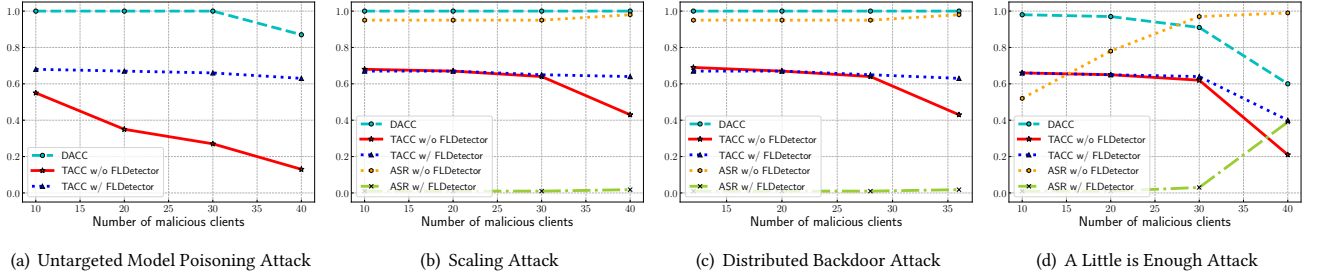 1.0
0.8
0.6
0.4
0.2
0.0
DACC
TACC w/o FLDetector
TACC w/ FLDetector
10 15 20 25 30 35 40
Number of malicious clients
(a) Untargeted Model Poisoning Attack
1.0
0.8
0.6
0.4
0.2
0.0
DACC
TACC w/o FLDetector
TACC w/ FLDetector
ASR w/o FLDetector
ASR w/ FLDetector
10 15 20 25 30 35 40
Number of malicious clients
(b) Scaling Attack
1.0
0.8
0.6
0.4
0.2
0.0
DACC
TACC w/o FLDetector
TACC w/ FLDetector
ASR w/o FLDetector
ASR w/ FLDetector
15 20 25 30 35
Number of malicious clients
(c) Distributed Backdoor Attack
1.0
0.8
0.6
0.4
0.2
0.0
DACC
TACC w/o FLDetector
TACC w/ FLDetector
ASR w/o FLDetector
ASR w/ FLDetector
10 15 20 25 30 35 40
Number of malicious clients
(d) A Little is Enough Attack